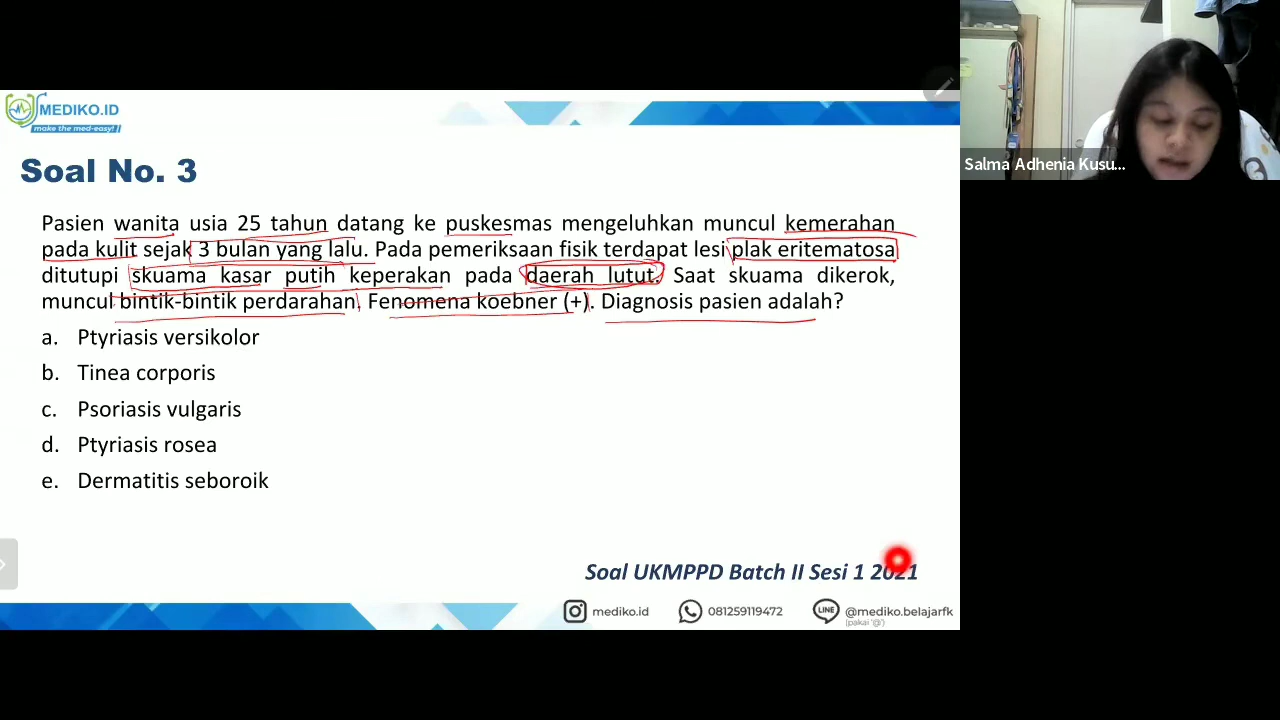 MEDIKO.ID
make the med-easy!
Salma Adhenia Kusu...
Soal No. 3
Pasien wanita usia 25 tahun datang ke puskesmas mengeluhkan muncul kemerahan
pada kulit sejak 3 bulan yang lalu. Pada pemeriksaan fisik terdapat lesi plak eritematosa
ditutupi skuama kasar putih keperakan pada daerah lutut. Saat skuama dikerok,
muncul bintik-bintik perdarahan. Fenomena koebner (+). Diagnosis pasien adalah?
a. Ptyriasis versikolor
b. Tinea corporis
c. Psoriasis vulgaris
d. Ptyriasis rosea
e. Dermatitis seboroik
Soal UKMPPD Batch II Sesi 1 2021
mediko.id
081259119472
LINE
@mediko.belajarfk
(pakai '@')